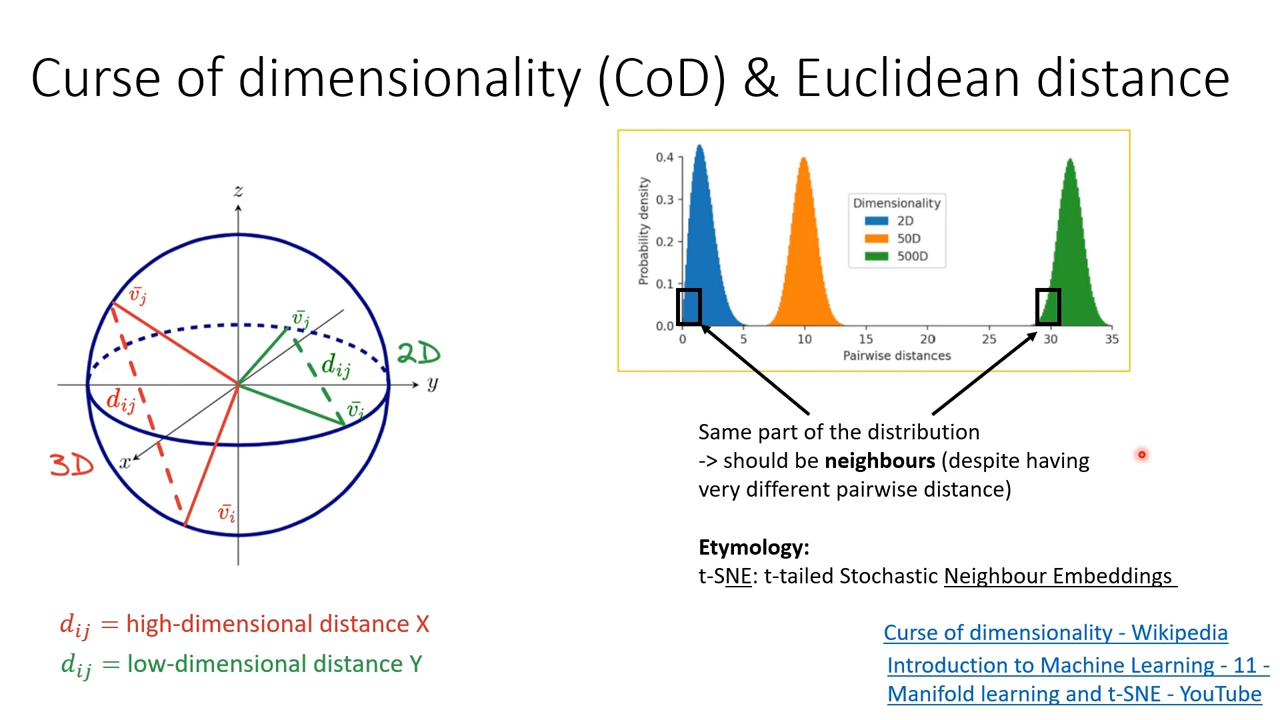 Curse of dimensionality (CoD) & Euclidean distance
z
v̄ⱼ
v̄ⱼ
2D
dᵢⱼ
y
dᵢⱼ
v̄ᵢ
3D
x
v̄ᵢ
dᵢⱼ = high-dimensional distance X
dᵢⱼ = low-dimensional distance Y
Probability density
0.4
0.3
0.2
0.1
0.0
Dimensionality
2D
50D
500D
0 5 10 15 20 25 30 35
Pairwise distances
Same part of the distribution
-> should be neighbours (despite having
very different pairwise distance)
Etymology:
t-SNE: t-tailed Stochastic Neighbour Embeddings
Curse of dimensionality - Wikipedia
Introduction to Machine Learning - 11 -
Manifold learning and t-SNE - YouTube